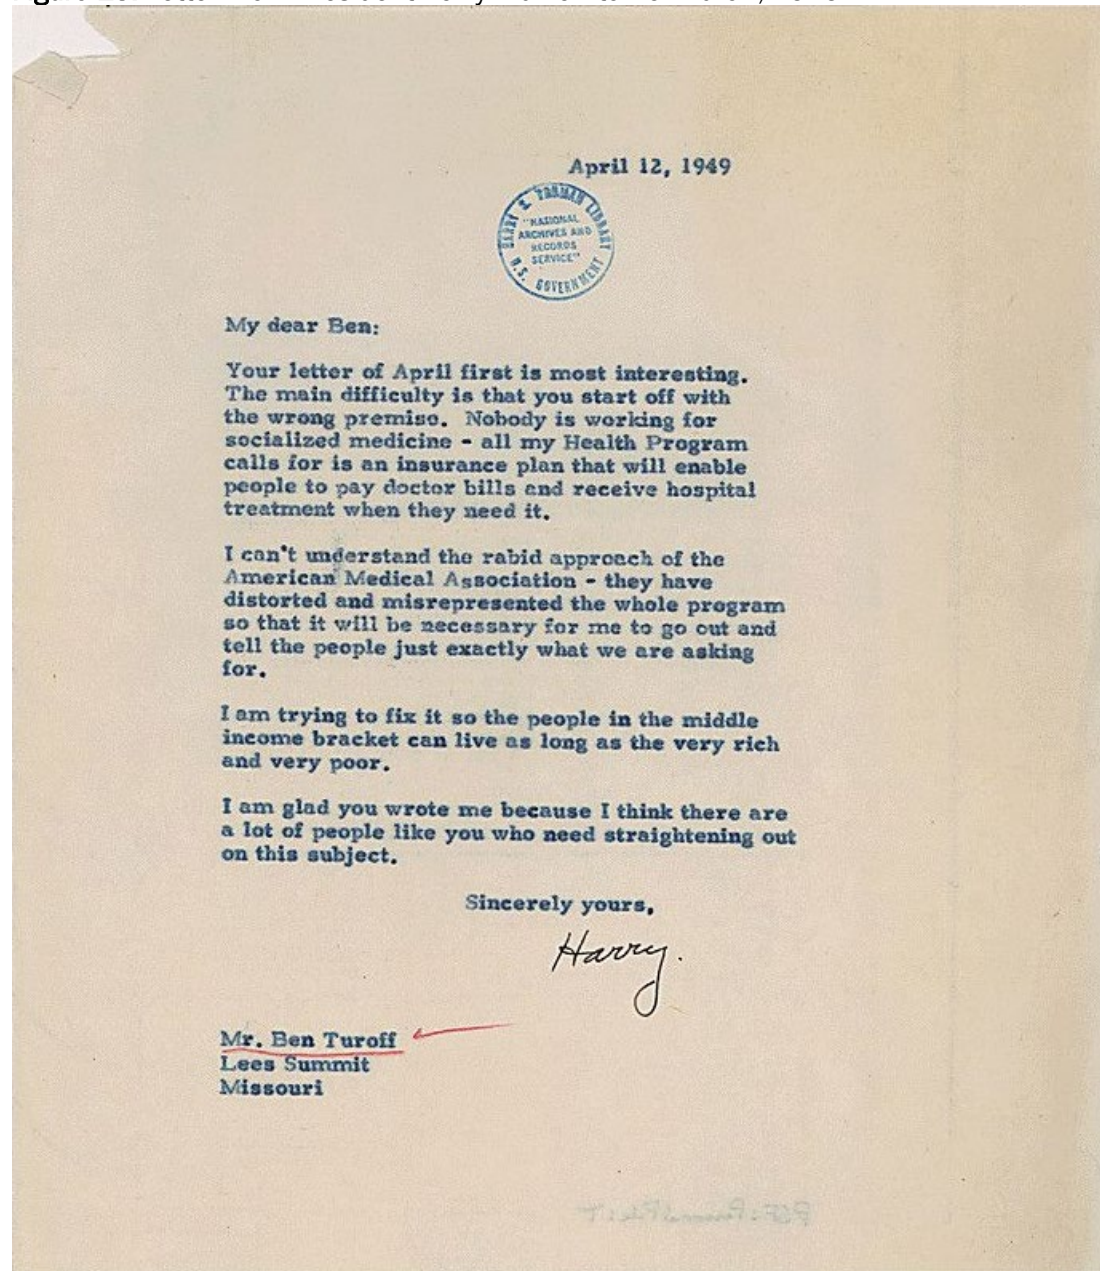 April 12, 1949
HARRY S. TRUMAN LIBRARY
"NATIONAL
ARCHIVES AND
RECORDS
SERVICE"
U.S. GOVERNMENT
My dear Ben:
Your letter of April first is most interesting.
The main difficulty is that you start off with
the wrong premise. Nobody is working for
socialized medicine - all my Health Program
calls for is an insurance plan that will enable
people to pay doctor bills and receive hospital
treatment when they need it.
I can't understand the rabid approach of the
American Medical Association - they have
distorted and misrepresented the whole program
so that it will be necessary for me to go out and
tell the people just exactly what we are asking
for.
I am trying to fix it so the people in the middle
income bracket can live as long as the very rich
and very poor.
I am glad you wrote me because I think there are
a lot of people like you who need straightening out
on this subject.
Sincerely yours,
Harry.
Mr. Ben Turoff
Lees Summit
Missouri